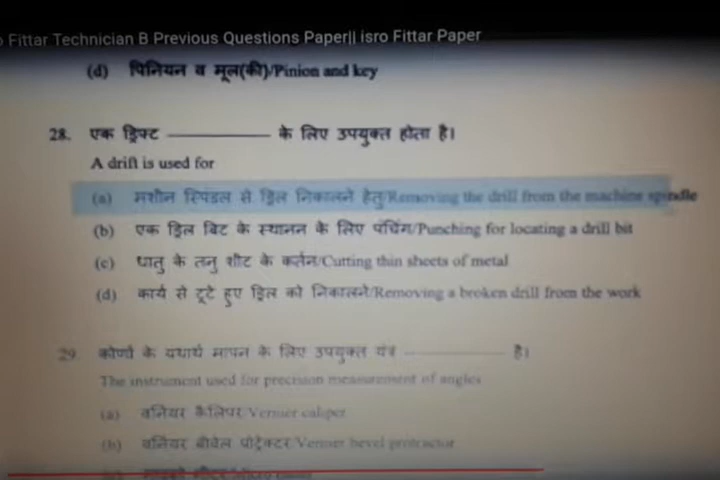 Fittar Technician B Previous Questions Paper|| isro Fittar Paper
(d) पिनियन व मूल(की)/Pinion and key
28. एक ड्रिफ्ट ___________ के लिए उपयुक्त होता है।
A drift is used for
(a) मशीन स्पिंडल से ड्रिल निकालने हेतु/Removing the drill from the machine spindle
(b) एक ड्रिल बिट के स्थानन के लिए पंचिंग/Punching for locating a drill bit
(c) धातु के तनु शीट के कर्तन/Cutting thin sheets of metal
(d) कार्य से टूटे हुए ड्रिल को निकालने/Removing a broken drill from the work
29. कोणों के यथार्थ मापन के लिए उपयुक्त यंत्र ___________ है।
The instrument used for precision measurement of angles
(a) वर्नियर कैलिपर/Vernier caliper
(b) वर्नियर बीवेल प्रोट्रेक्टर/Vernier bevel protractor